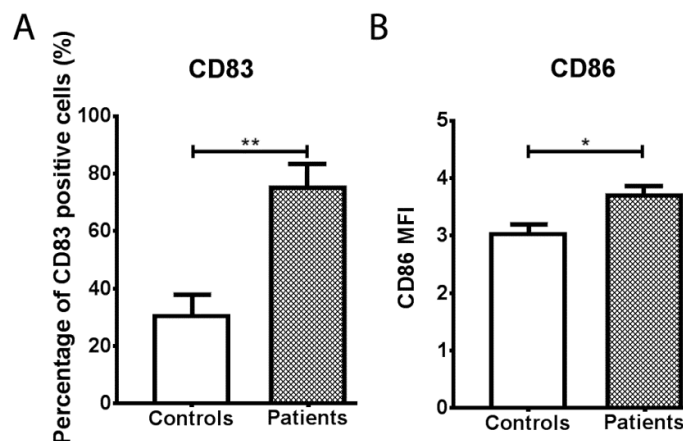 A
CD83
Percentage of CD83 positive cells (%)
100
80
60
40
20
0
**
Controls
Patients
B
CD86
CD86 MFI
5
4
3
2
1
0
*
Controls
Patients